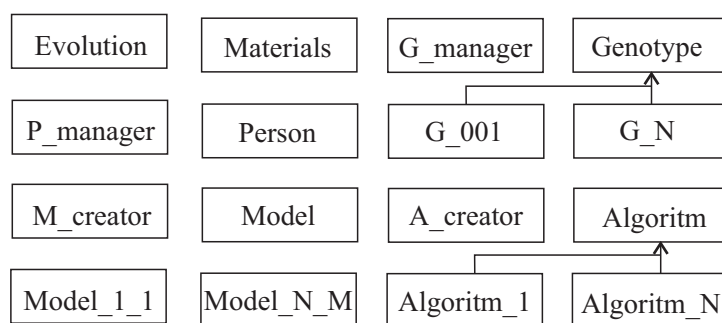 Evolution Materials G_manager Genotype
P_manager Person G_001 G_N
M_creator Model A_creator Algoritm
Model_1_1 Model_N_M Algoritm_1 Algoritm_N